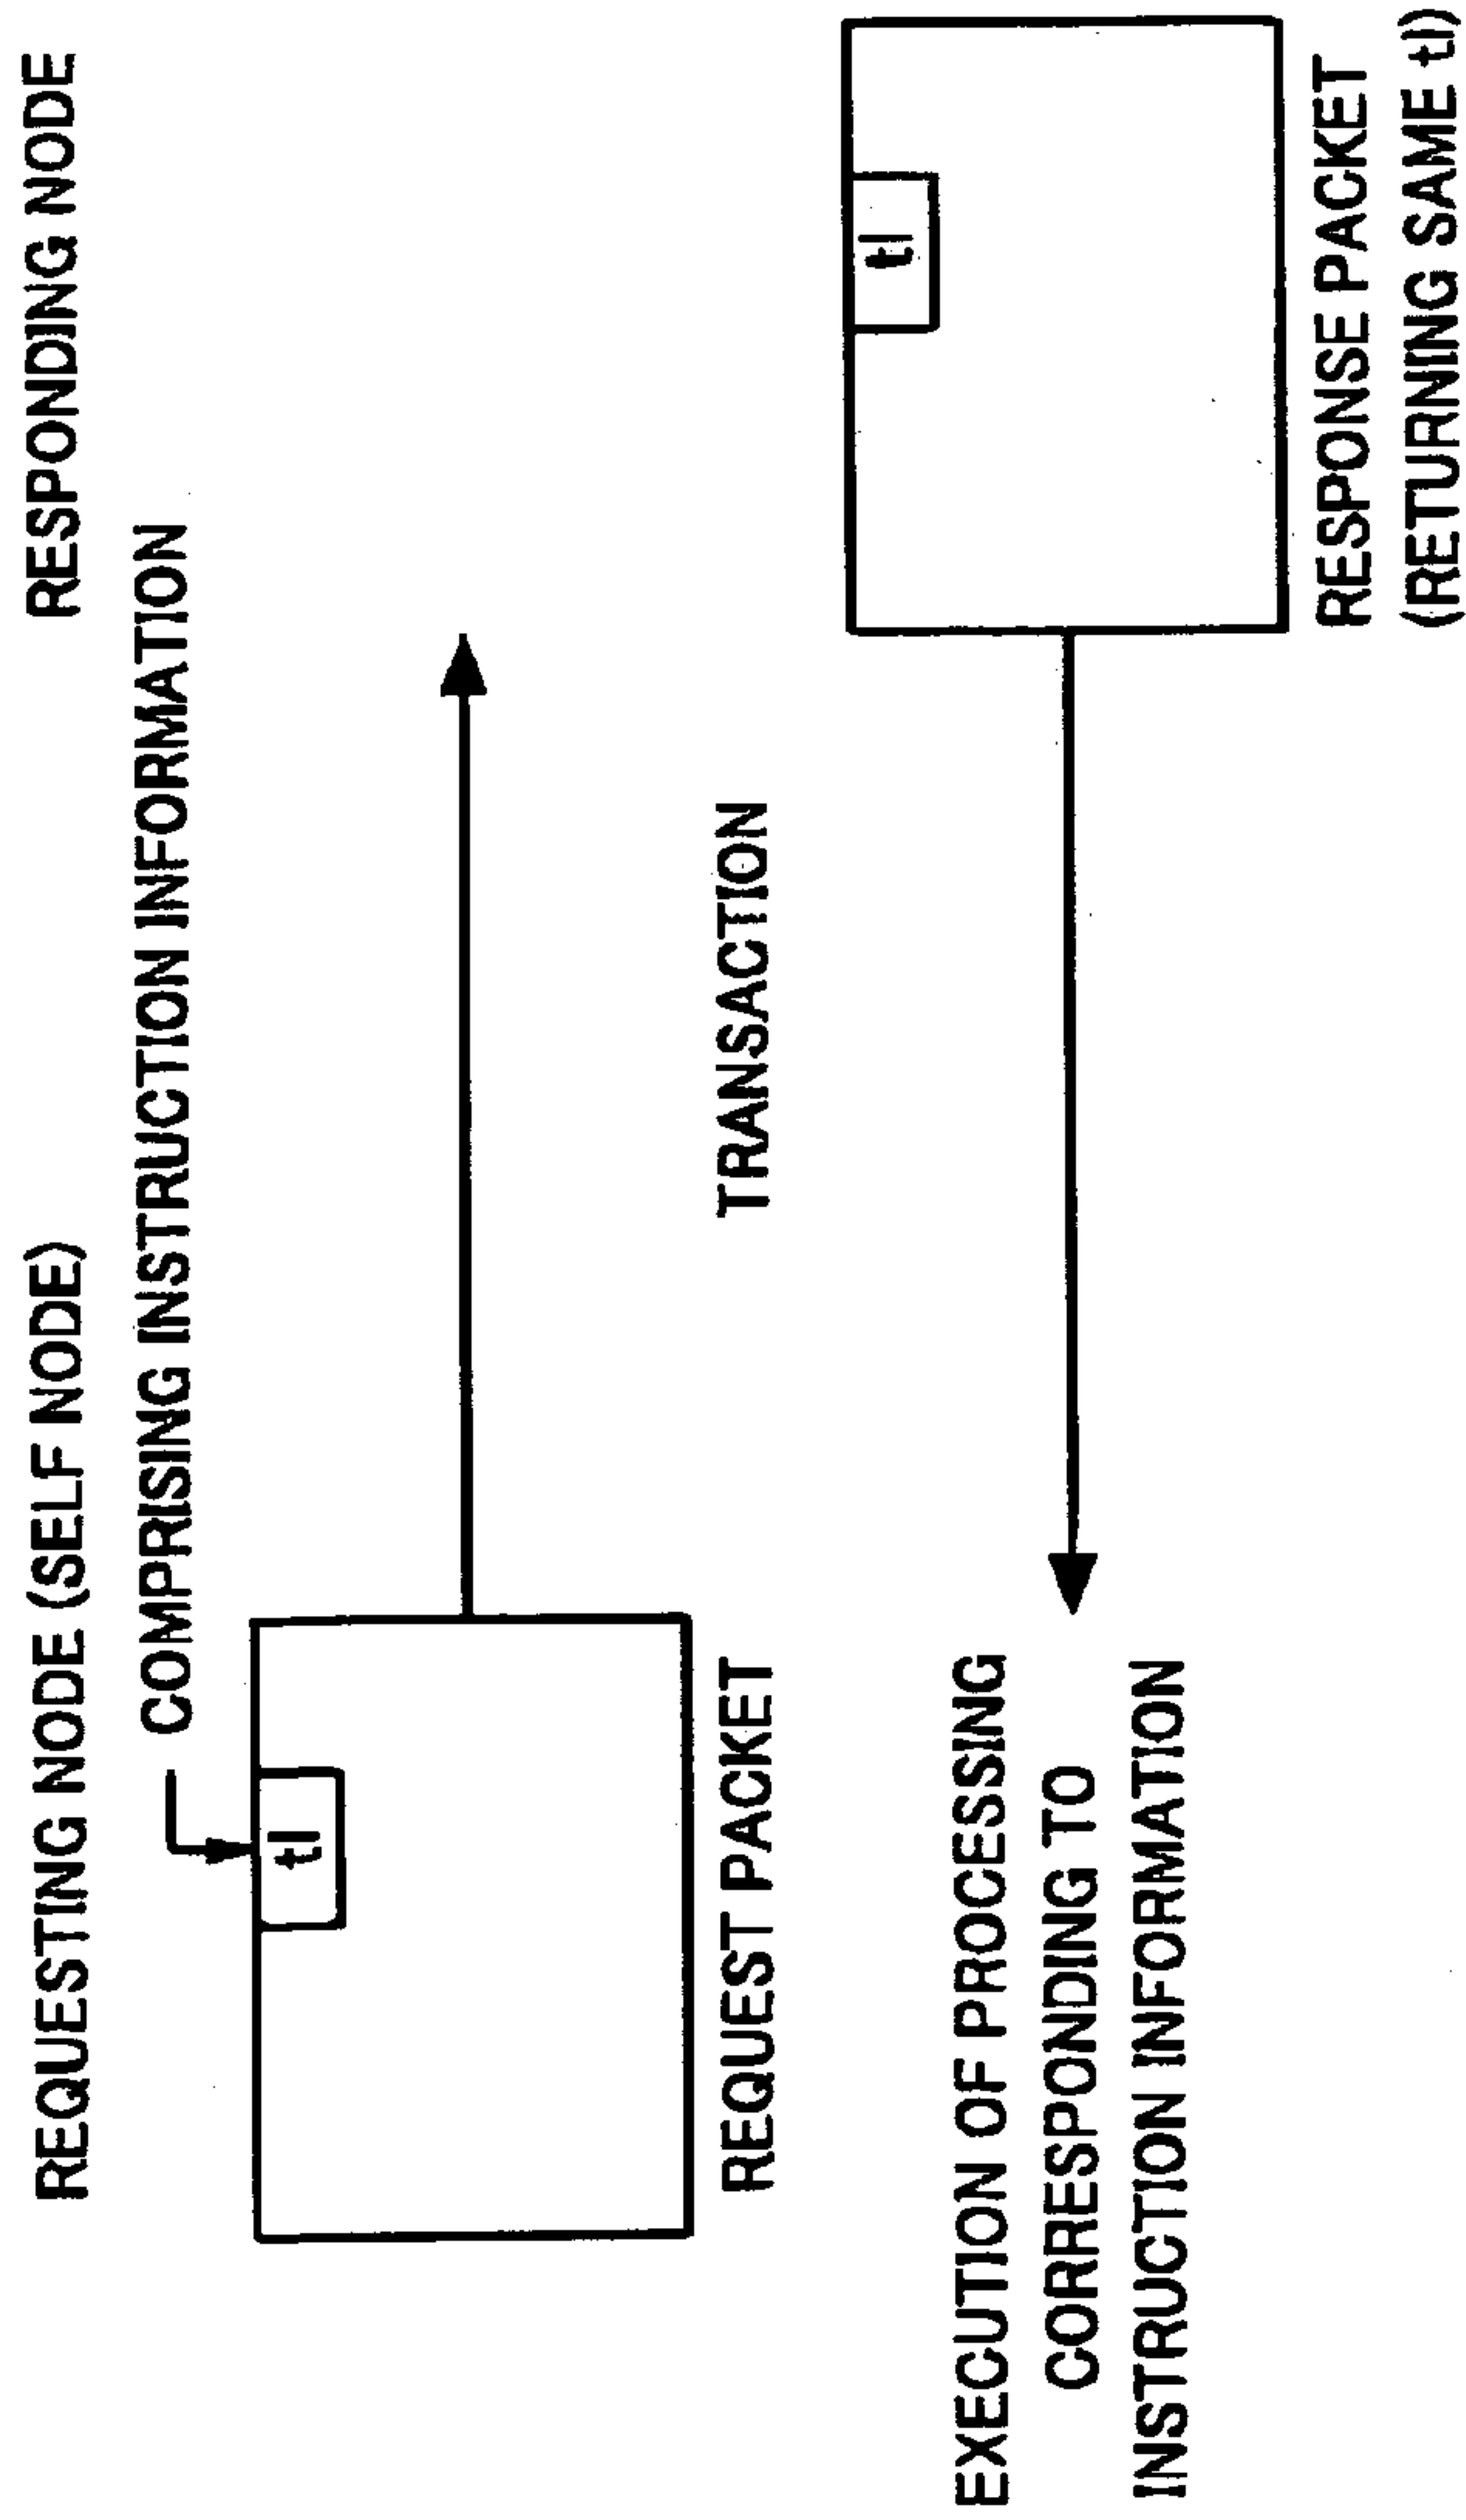 REQUESTING NODE (SELF NODE)
RESPONDING NODE
COMPRISING INSTRUCTION INFORMATION
tl
REQUEST PACKET
TRANSACTION
tl
EXECUTION OF PROCESSING
CORRESPONDING TO
INSTRUCTION INFORMATION
RESPONSE PACKET
(RETURNING SAME tl)